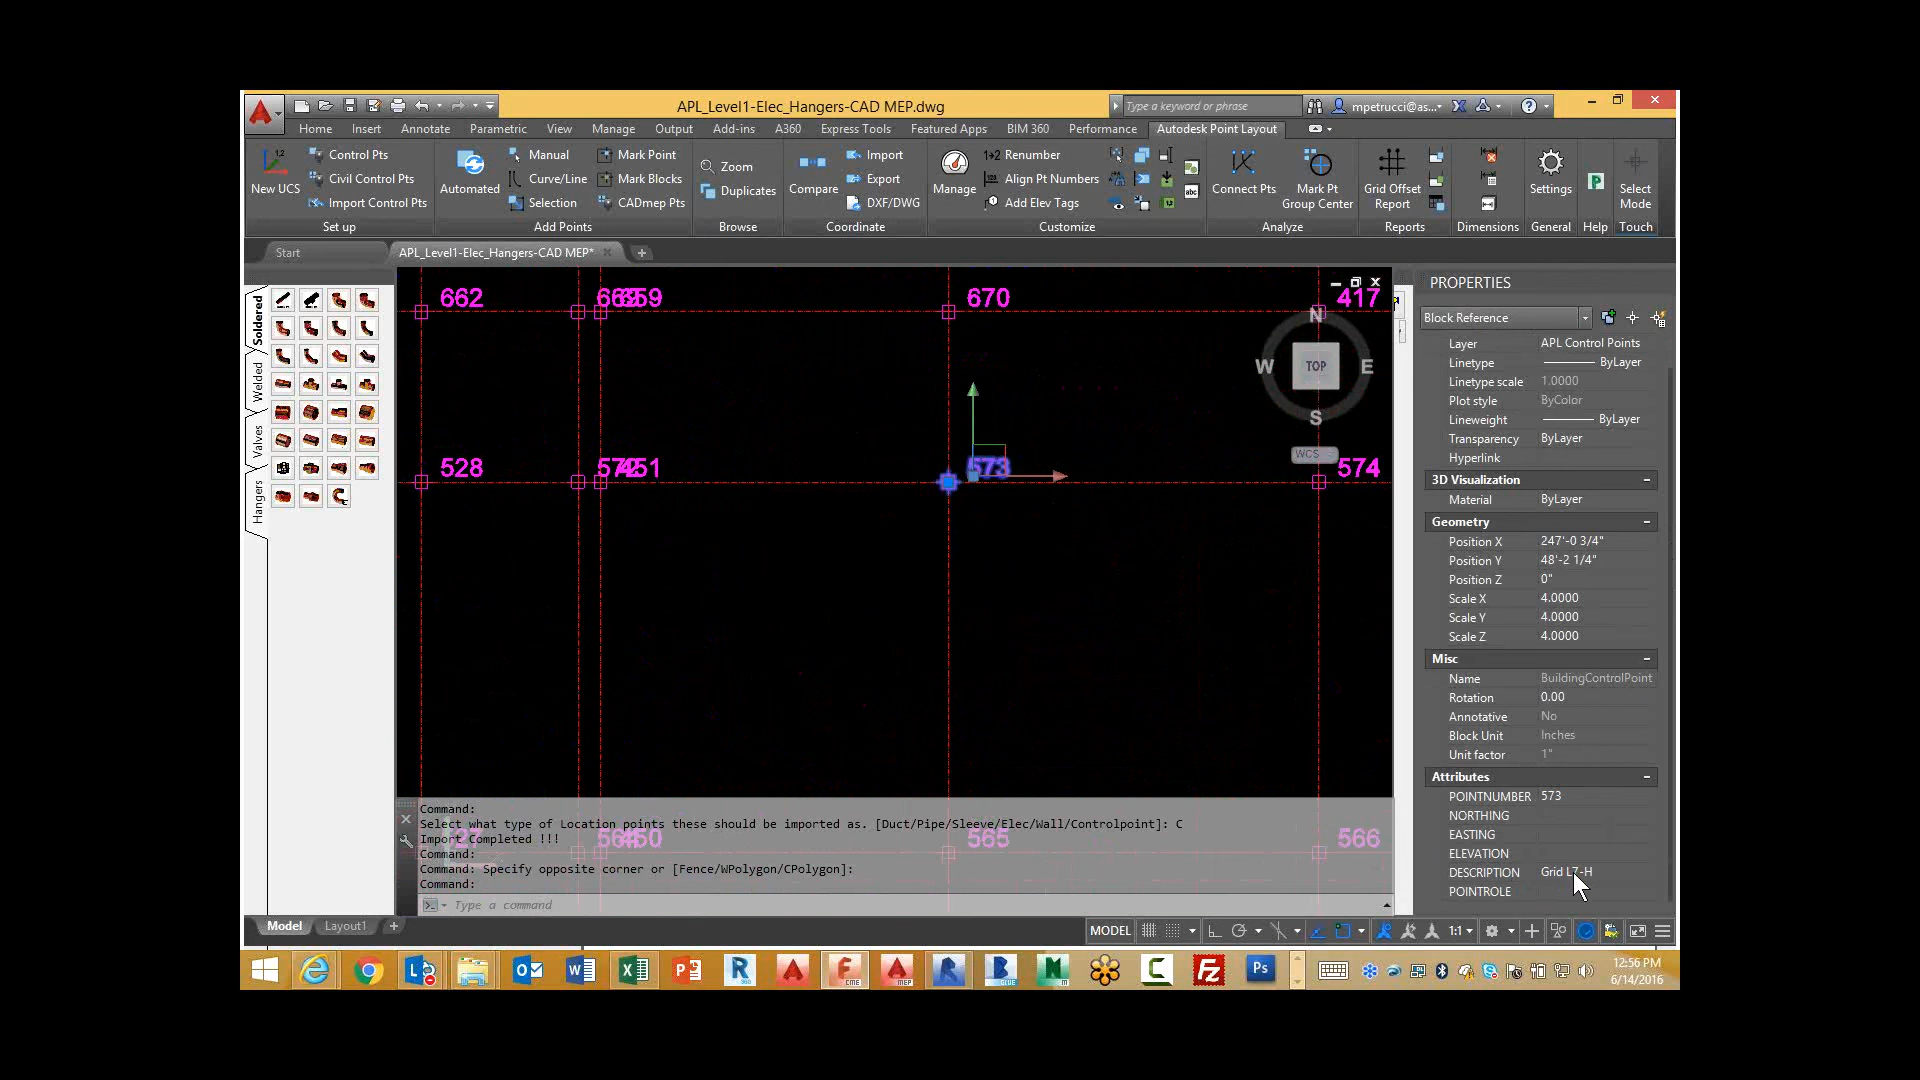 APL_Level1-Elec_Hangers-CAD MEP.dwg
Type a keyword or phrase
mpetrucci@as...
Home Insert Annotate Parametric View Manage Output Add-ins A360 Express Tools Featured Apps BIM 360 Performance Autodesk Point Layout
New UCS
Control Pts
Civil Control Pts
Import Control Pts
Set up
Automated
Manual
Curve/Line
Selection
Mark Point
Mark Blocks
CADmep Pts
Add Points
Zoom
Duplicates
Browse
Compare
Import
Export
DXF/DWG
Coordinate
Manage
Renumber
Align Pt Numbers
Add Elev Tags
Customize
Connect Pts
Mark Pt
Group Center
Analyze
Grid Offset
Report
Reports
Dimensions
Settings
General
Help
Select
Mode
Touch
Start
APL_Level1-Elec_Hangers-CAD MEP*
Soldered
Welded
Valves
Hangers
662
659
670
417
528
451
573
574
N
W
TOP
E
S
WCS
450
565
566
Command:
Select what type of Location points these should be imported as. [Duct/Pipe/Sleeve/Elec/Wall/Controlpoint]: C
Import Completed !!!
Command:
Command: Specify opposite corner or [Fence/WPolygon/CPolygon]:
Command:
Type a command
PROPERTIES
Block Reference
Layer APL Control Points
Linetype ByLayer
Linetype scale 1.0000
Plot style ByColor
Lineweight ByLayer
Transparency ByLayer
Hyperlink
3D Visualization
Material ByLayer
Geometry
Position X 247'-0 3/4"
Position Y 48'-2 1/4"
Position Z 0"
Scale X 4.0000
Scale Y 4.0000
Scale Z 4.0000
Misc
Name BuildingControlPoint
Rotation 0.00
Annotative No
Block Unit Inches
Unit factor 1"
Attributes
POINTNUMBER 573
NORTHING
EASTING
ELEVATION
DESCRIPTION Grid L7-H
POINTROLE
Model Layout1
MODEL
1:1
12:56 PM
6/14/2016